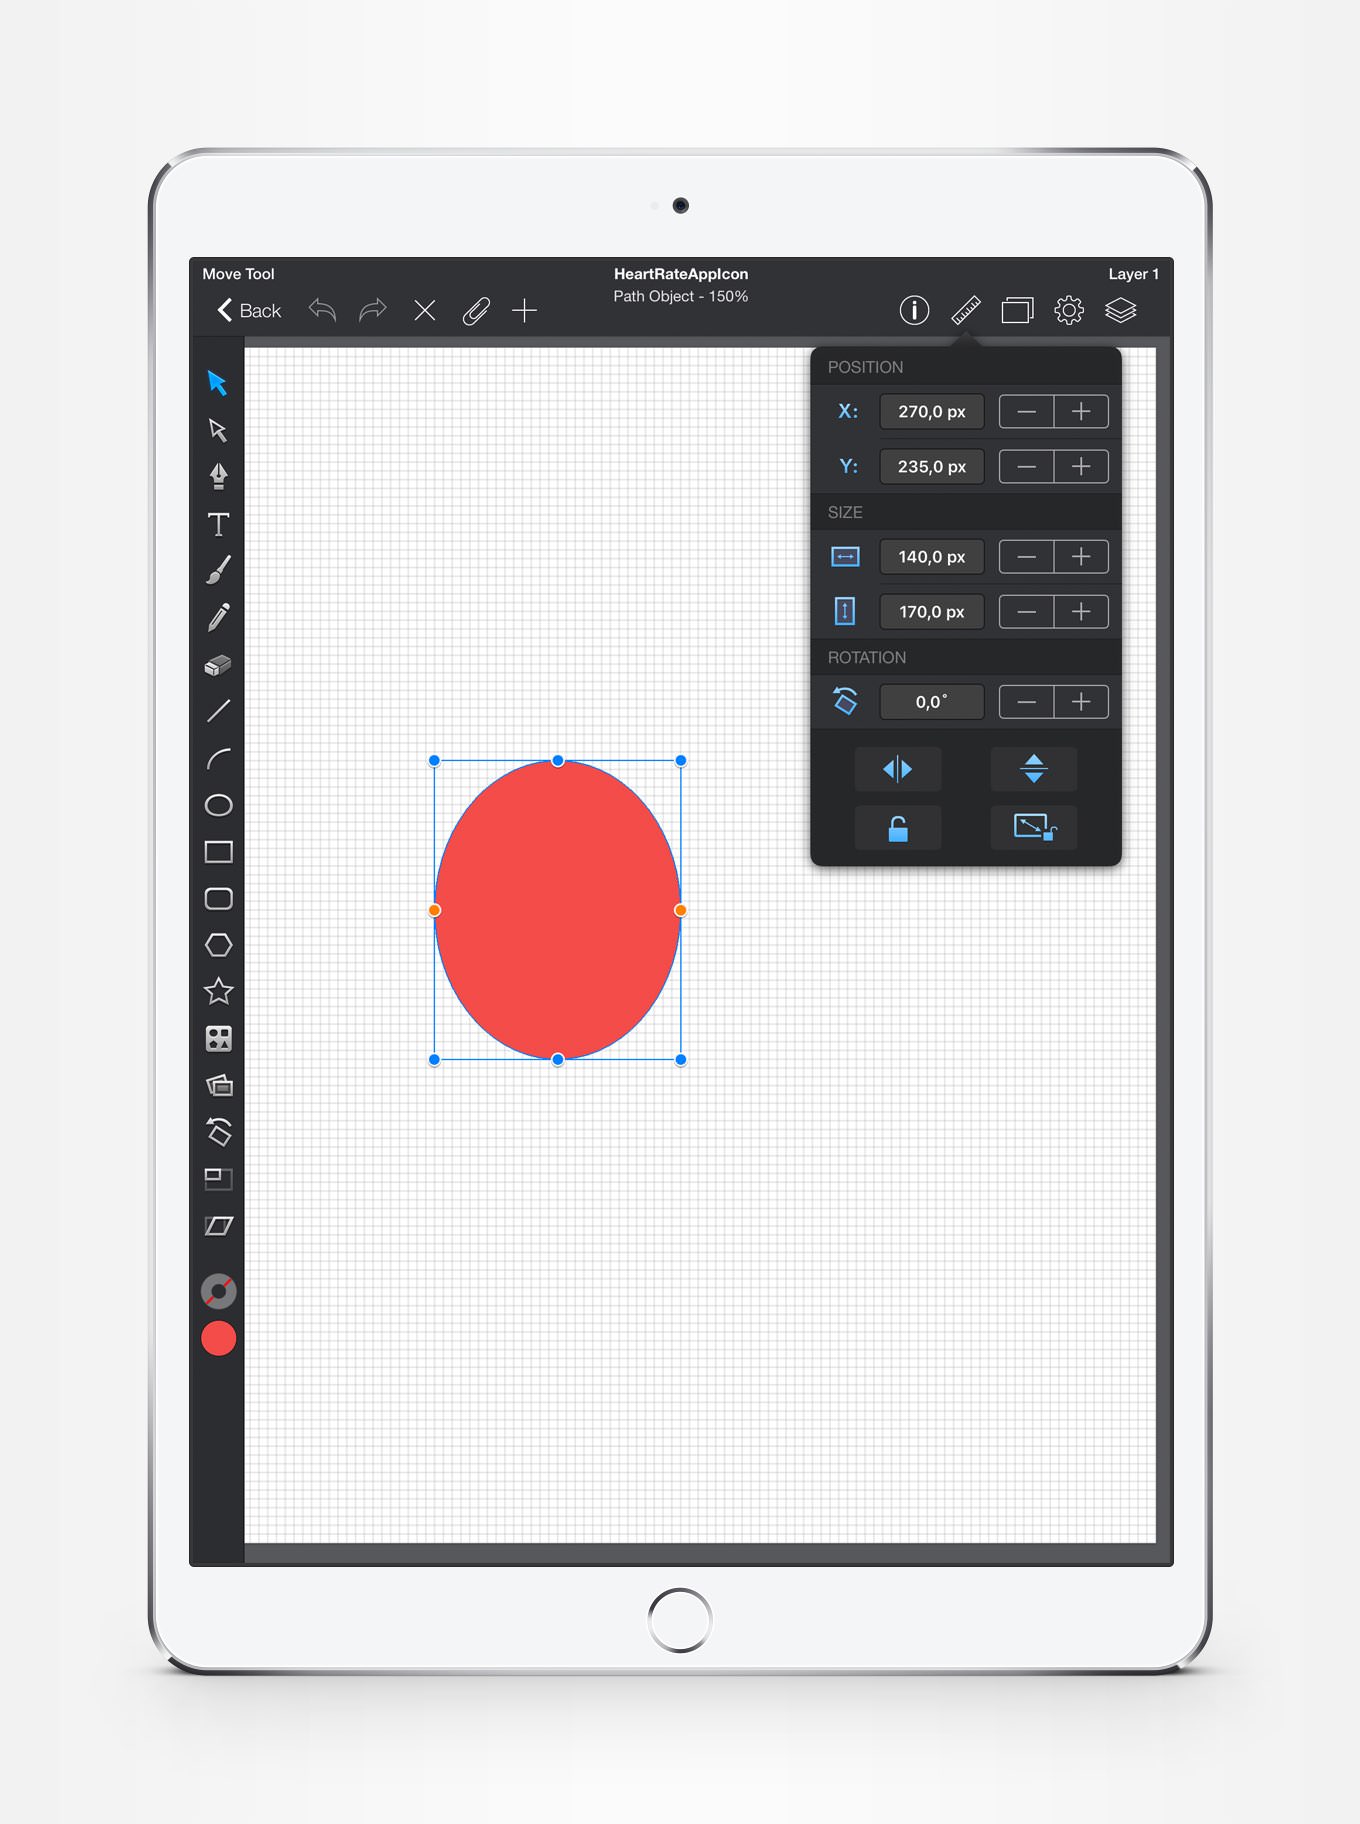 Move Tool
HeartRateAppIcon
Layer 1
Back
Path Object - 150%
POSITION
X: 270,0 px
Y: 235,0 px
SIZE
140,0 px
170,0 px
ROTATION
0,0°